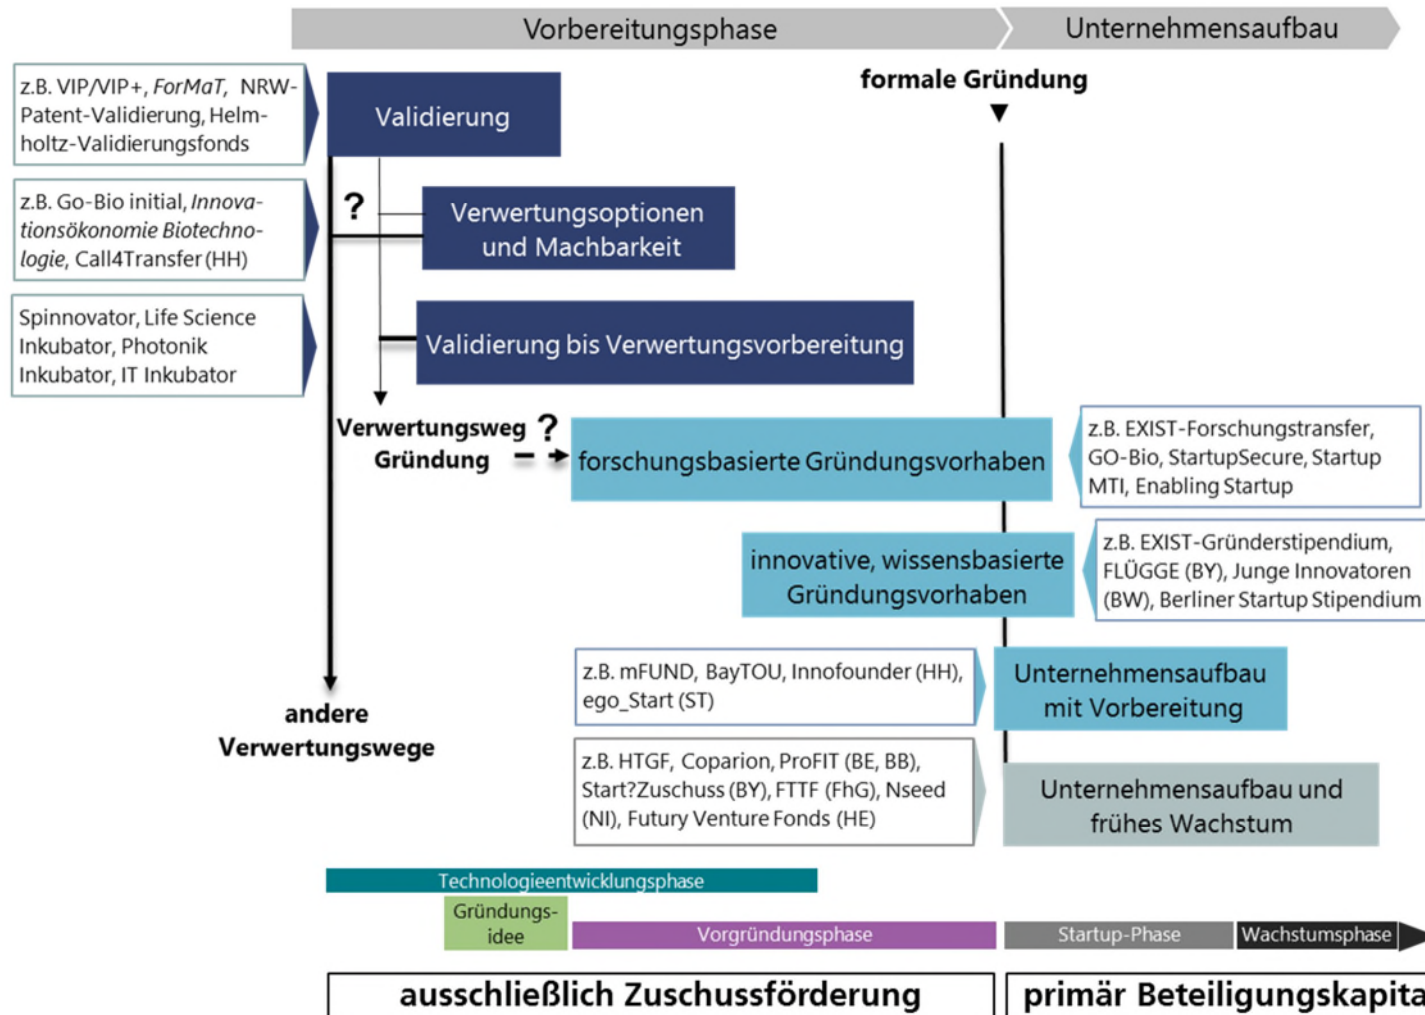 Vorbereitungsphase
Unternehmensaufbau
formale Gründung
z.B. VIP/VIP+, ForMaT, NRW-
Patent-Validierung, Helm-
holtz-Validierungsfonds
Validierung
z.B. Go-Bio initial, Innova-
tionsökonomie Biotechno-
logie, Call4Transfer (HH)
?
Verwertungsoptionen
und Machbarkeit
Spinnovator, Life Science
Inkubator, Photonik
Inkubator, IT Inkubator
Validierung bis Verwertungsvorbereitung
Verwertungsweg ?
Gründung
forschungsbasierte Gründungsvorhaben
z.B. EXIST-Forschungstransfer,
GO-Bio, StartupSecure, Startup
MTI, Enabling Startup
innovative, wissensbasierte
Gründungsvorhaben
z.B. EXIST-Gründerstipendium,
FLÜGGE (BY), Junge Innovatoren
(BW), Berliner Startup Stipendium
z.B. mFUND, BayTOU, Innofounder (HH),
ego_Start (ST)
Unternehmensaufbau
mit Vorbereitung
andere
Verwertungswege
z.B. HTGF, Coparion, ProFIT (BE, BB),
Start?Zuschuss (BY), FTTF (FhG), Nseed
(NI), Futury Venture Fonds (HE)
Unternehmensaufbau und
frühes Wachstum
Technologieentwicklungsphase
Gründungs-
idee
Vorgründungsphase
Startup-Phase
Wachstumsphase
ausschließlich Zuschussförderung
primär Beteiligungskapita